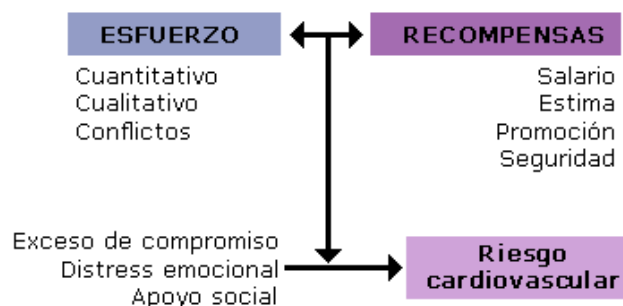 ESFUERZO
Cuantitativo
Cualitativo
Conflictos
RECOMPENSAS
Salario
Estima
Promoción
Seguridad
Exceso de compromiso
Distress emocional
Apoyo social
Riesgo
cardiovascular